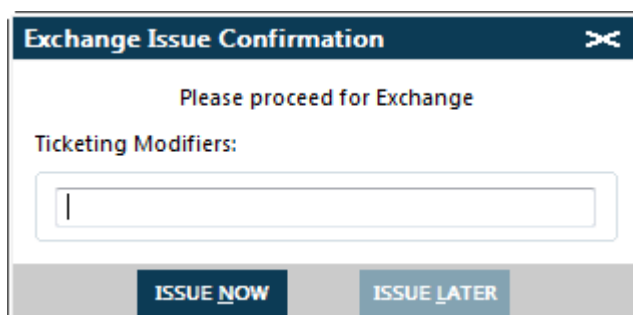 Exchange Issue Confirmation
Please proceed for Exchange
Ticketing Modifiers:
ISSUE NOW ISSUE LATER